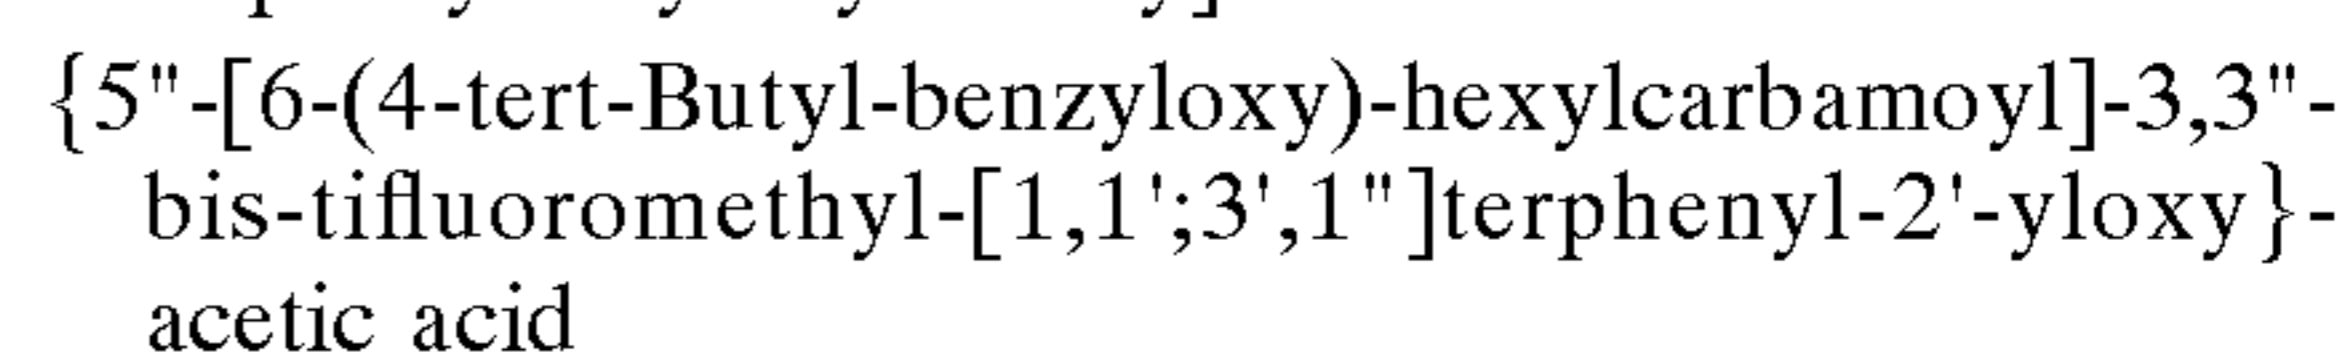 {5"-[6-(4-tert-Butyl-benzyloxy)-hexylcarbamoyl]-3,3"-
bis-tifluoromethyl-[1,1';3',1"]terphenyl-2'-yloxy}-
acetic acid